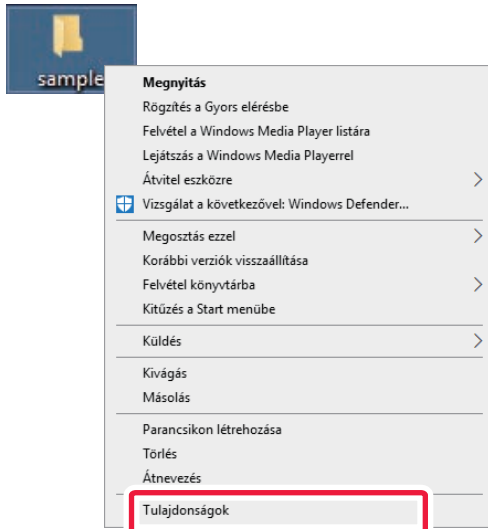 sample
Megnyitás
Rögzítés a Gyors elérésbe
Felvétel a Windows Media Player listára
Lejátszás a Windows Media Playerrel
Átvitel eszközre
Vizsgálat a következővel: Windows Defender...
Megosztás ezzel
Korábbi verziók visszaállítása
Felvétel könyvtárba
Kitűzés a Start menübe
Küldés
Kivágás
Másolás
Parancsikon létrehozása
Törlés
Átnevezés
Tulajdonságok